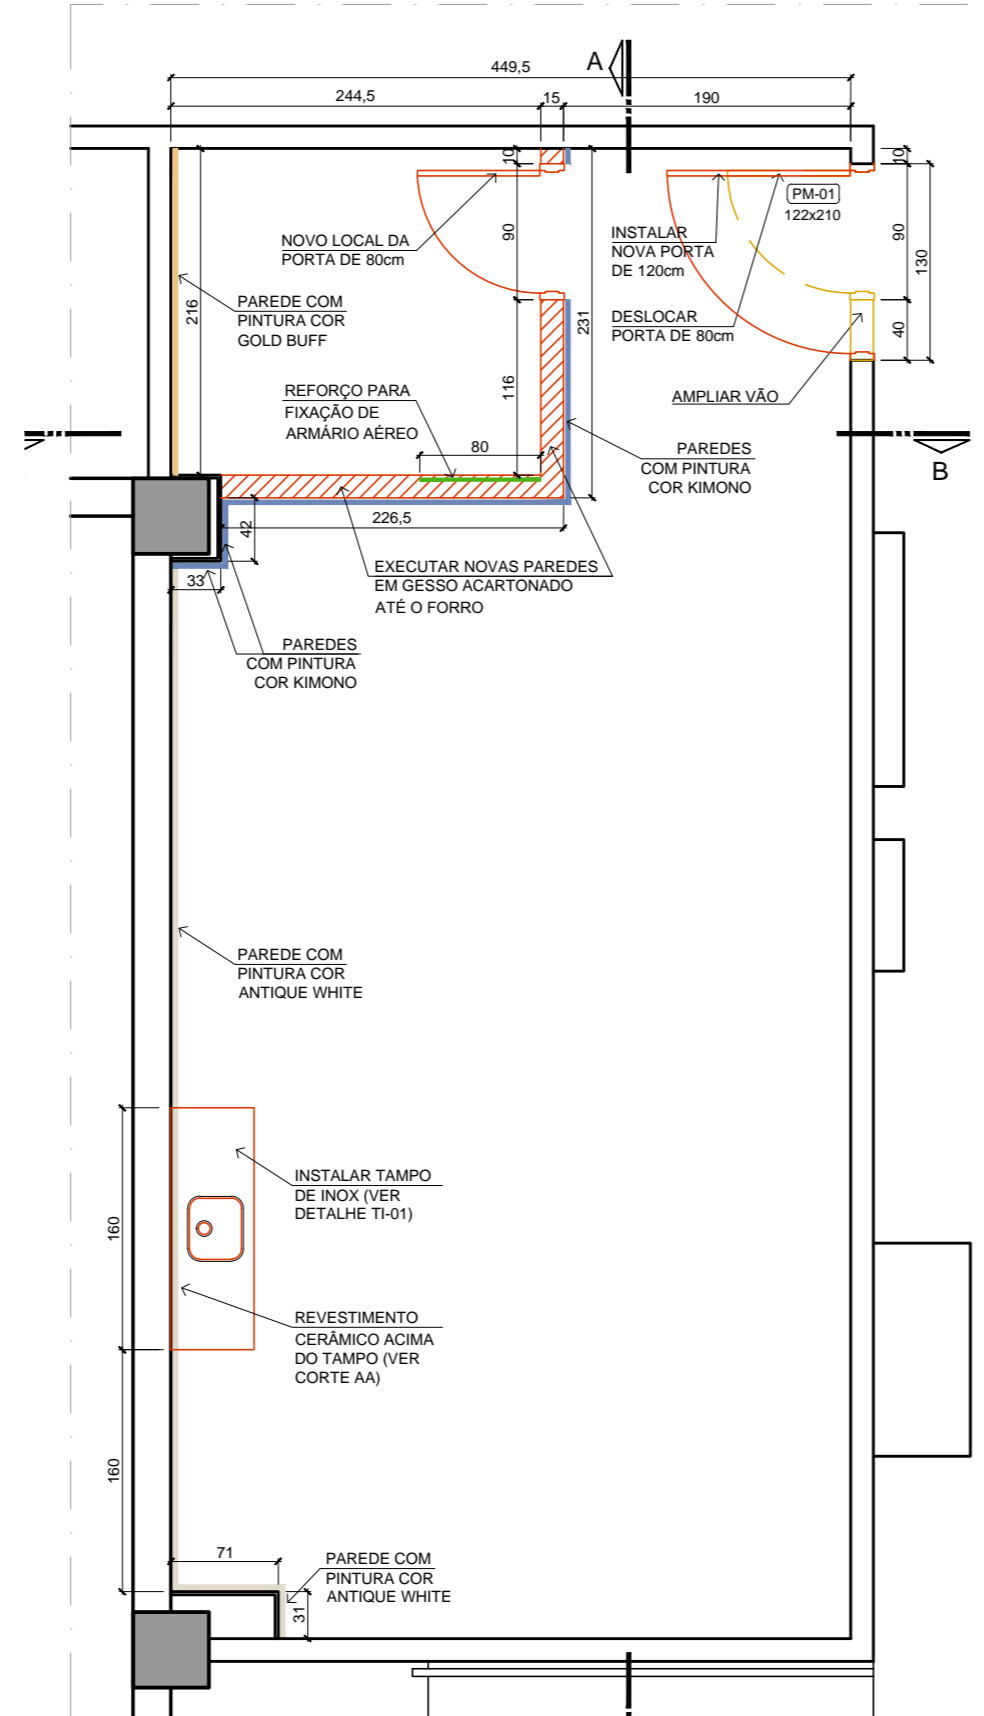 A
449,5
244,5
15
190
10
10
PM-01
122x210
INSTALAR
NOVA PORTA
DE 120cm
NOVO LOCAL DA
PORTA DE 80cm
90
90
130
PAREDE COM
PINTURA COR
GOLD BUFF
216
231
DESLOCAR
PORTA DE 80cm
40
REFORÇO PARA
FIXAÇÃO DE
ARMÁRIO AÉREO
116
AMPLIAR VÃO
80
PAREDES
COM PINTURA
COR KIMONO
B
226,5
42
33
EXECUTAR NOVAS PAREDES
EM GESSO ACARTONADO
ATÉ O FORRO
PAREDES
COM PINTURA
COR KIMONO
PAREDE COM
PINTURA COR
ANTIQUE WHITE
INSTALAR TAMPO
DE INOX (VER
DETALHE TI-01)
160
REVESTIMENTO
CERÂMICO ACIMA
DO TAMPO (VER
CORTE AA)
160
71
PAREDE COM
PINTURA COR
ANTIQUE WHITE
31